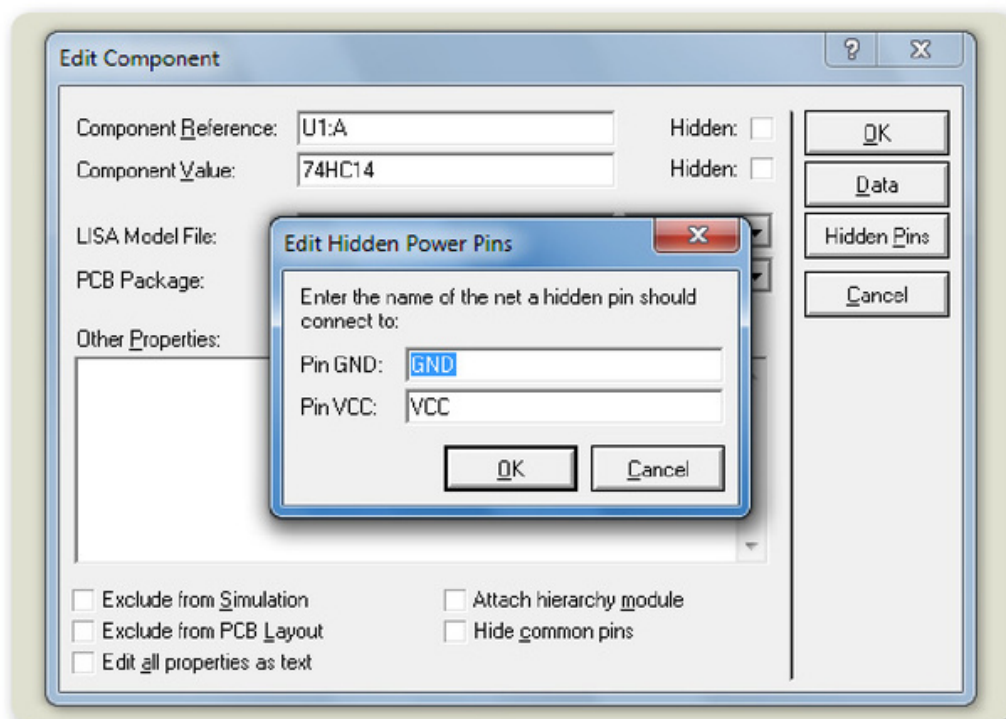 Edit Component
Component Reference: U1:A Hidden: OK
Component Value: 74HC14 Hidden: Data
LISA Model File: Hidden Pins
PCB Package: Cancel
Other Properties:
Edit Hidden Power Pins
Enter the name of the net a hidden pin should
connect to:
Pin GND: GND
Pin VCC: VCC
OK Cancel
Exclude from Simulation Attach hierarchy module
Exclude from PCB Layout Hide common pins
Edit all properties as text